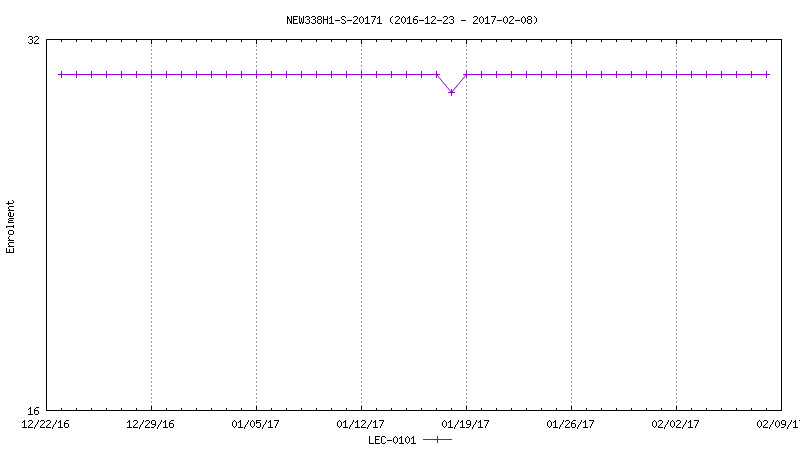 NEW338H1-S-20171 (2016-12-23 - 2017-02-08)
32
Enrolment
16
12/22/16 12/29/16 01/05/17 01/12/17 01/19/17 01/26/17 02/02/17 02/09/1
LEC-0101